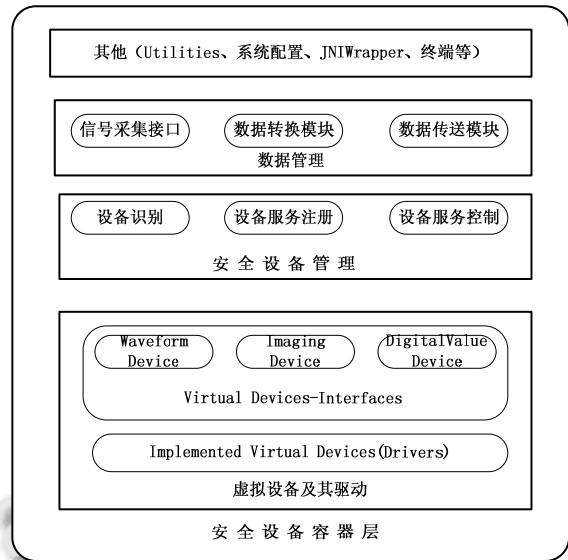 其他（Utilities、系统配置、JNIWrapper、终端等）
信号采集接口 数据转换模块 数据传送模块
数据管理
设备识别 设备服务注册 设备服务控制
安全设备管理
Waveform Device Imaging Device DigitalValue Device
Virtual Devices-Interfaces
Implemented Virtual Devices(Drivers)
虚拟设备及其驱动
安全设备容器层